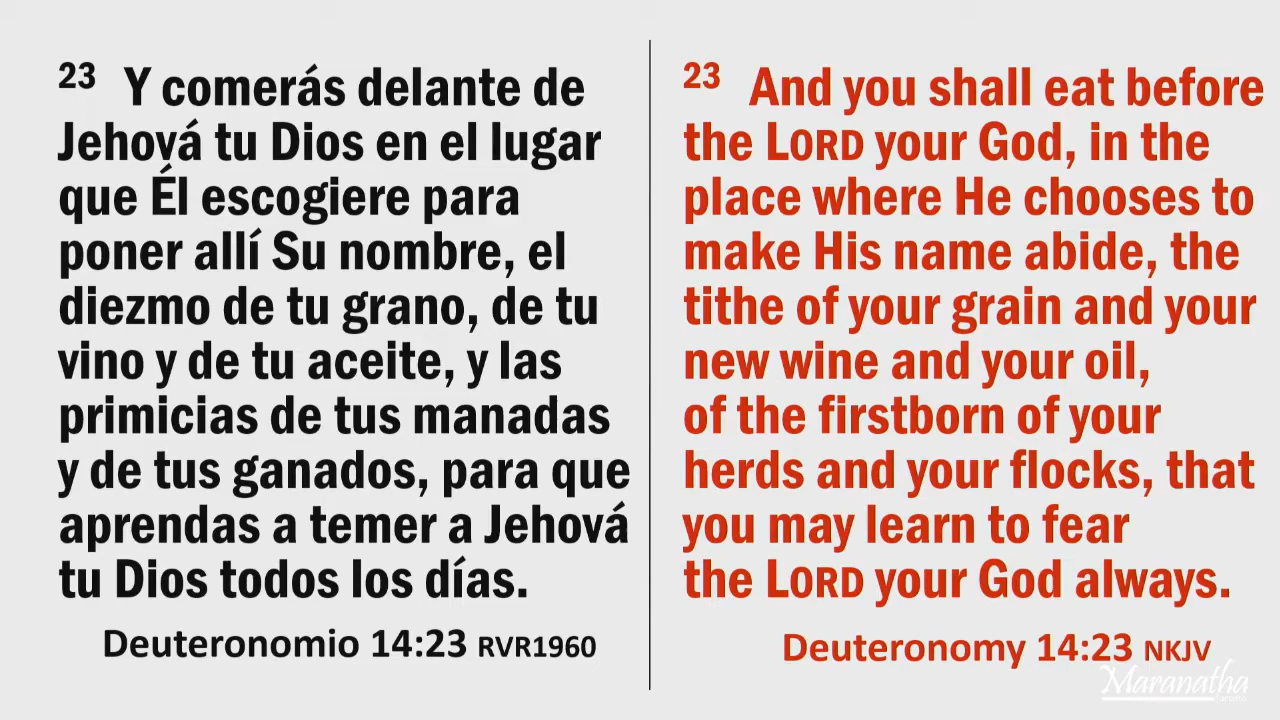 23 Y comerás delante de
Jehová tu Dios en el lugar
que Él escogiere para
poner allí Su nombre, el
diezmo de tu grano, de tu
vino y de tu aceite, y las
primicias de tus manadas
y de tus ganados, para que
aprendas a temer a Jehová
tu Dios todos los días.
Deuteronomio 14:23 RVR1960
23 And you shall eat before
the LORD your God, in the
place where He chooses to
make His name abide, the
tithe of your grain and your
new wine and your oil,
of the firstborn of your
herds and your flocks, that
you may learn to fear
the LORD your God always.
Deuteronomy 14:23 NKJV
Maranatha